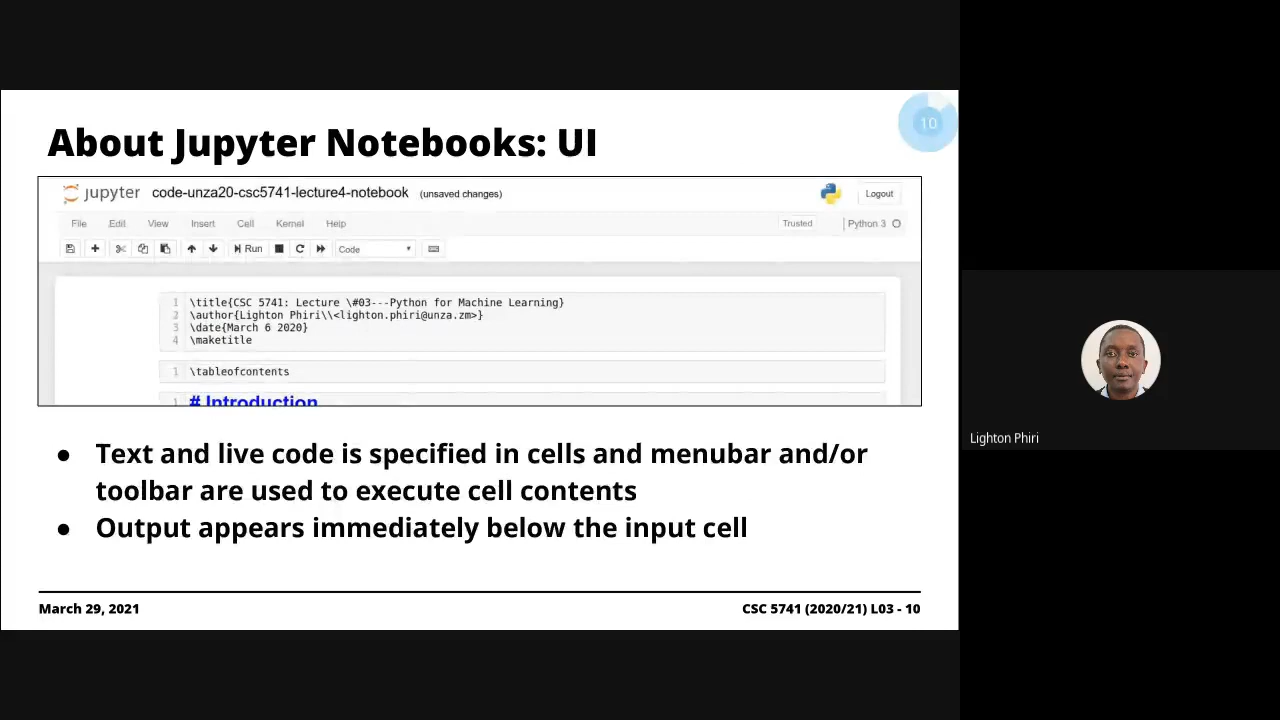 About Jupyter Notebooks: UI
10
jupyter code-unza20-csc5741-lecture4-notebook (unsaved changes)
Logout
File Edit View Insert Cell Kernel Help
Trusted
Python 3
Run
Code
1 \title{CSC 5741: Lecture \#03---Python for Machine Learning}
2 \author{Lighton Phiri\\<lighton.phiri@unza.zm>}
3 \date{March 6 2020}
4 \maketitle
1 \tableofcontents
1 # Introduction
● Text and live code is specified in cells and menubar and/or
toolbar are used to execute cell contents
● Output appears immediately below the input cell
March 29, 2021
CSC 5741 (2020/21) L03 - 10
Lighton Phiri